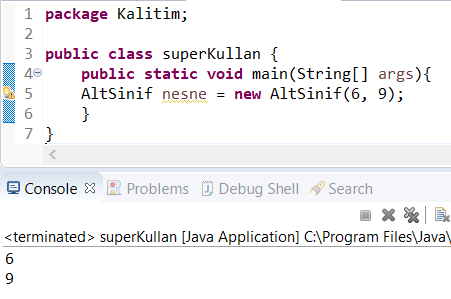 1 package Kalitim;
2
3 public class superKullan {
4 public static void main(String[] args){
5 AltSinif nesne = new AltSinif(6, 9);
6 }
7 }
Console Problems Debug Shell Search
<terminated> superKullan [Java Application] C:\Program Files\Java\
6
9